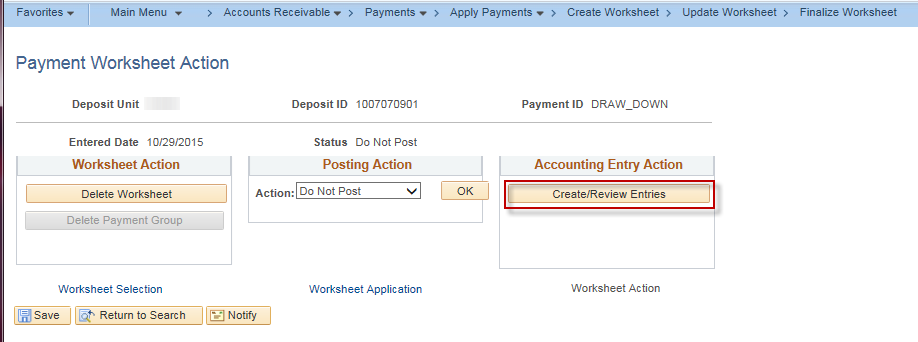 Favorites Main Menu > Accounts Receivable > Payments > Apply Payments > Create Worksheet > Update Worksheet > Finalize Worksheet
Payment Worksheet Action
Deposit Unit Deposit ID 1007070901 Payment ID DRAW_DOWN
Entered Date 10/29/2015 Status Do Not Post
Worksheet Action Posting Action Accounting Entry Action
Delete Worksheet Action: Do Not Post OK Create/Review Entries
Delete Payment Group
Worksheet Selection Worksheet Application Worksheet Action
Save Return to Search Notify